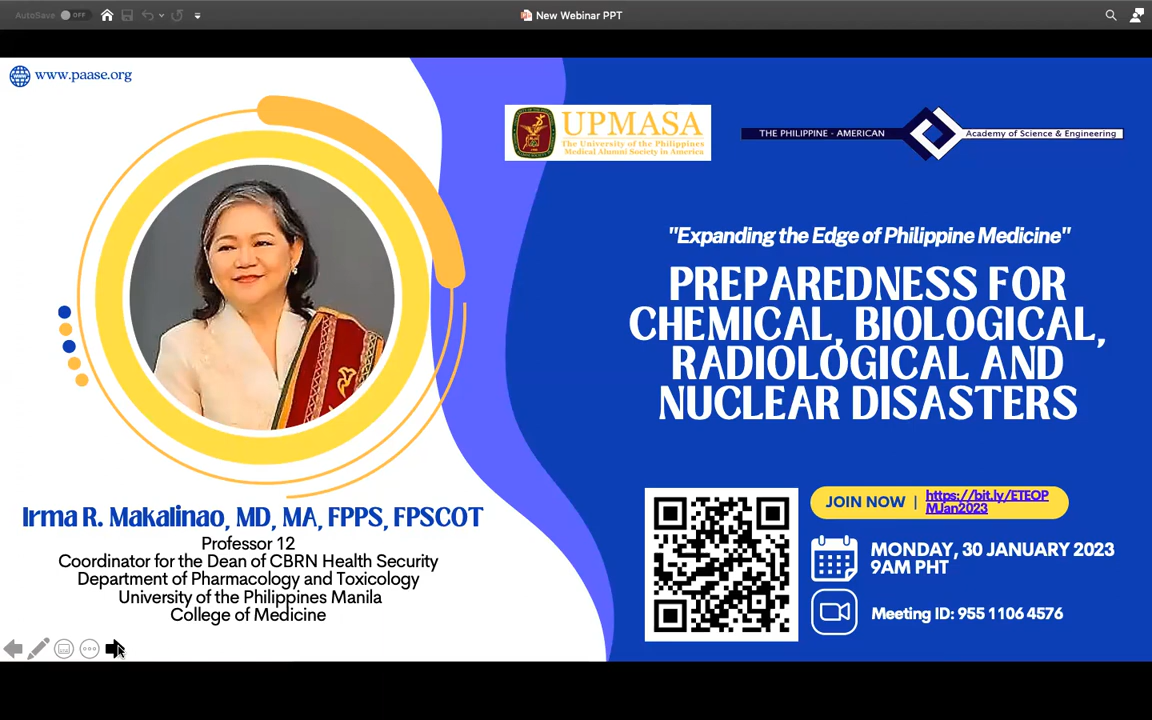 AutoSave OFF
New Webinar PPT
www.paase.org
UPMASA
The University of the Philippines
Medical Alumni Society in America
THE PHILIPPINE - AMERICAN Academy of Science & Engineering
"Expanding the Edge of Philippine Medicine"
PREPAREDNESS FOR
CHEMICAL, BIOLOGICAL,
RADIOLOGICAL AND
NUCLEAR DISASTERS
Irma R. Makalinao, MD, MA, FPPS, FPSCOT
Professor 12
Coordinator for the Dean of CBRN Health Security
Department of Pharmacology and Toxicology
University of the Philippines Manila
College of Medicine
JOIN NOW | https://bit.ly/ETEOP
MJan2023
MONDAY, 30 JANUARY 2023
9AM PHT
Meeting ID: 955 1106 4576